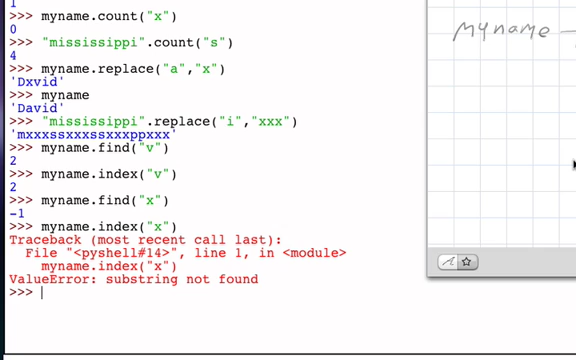 1
>>> myname.count("x")
0
>>> "mississippi".count("s")
4
>>> myname.replace("a","x")
'Dxvid'
>>> myname
'David'
>>> "mississippi".replace("i","xxx")
'mxxxssxxxssxxxppxxx'
>>> myname.find("v")
2
>>> myname.index("v")
2
>>> myname.find("x")
-1
>>> myname.index("x")
Traceback (most recent call last):
  File "<pyshell#14>", line 1, in <module>
    myname.index("x")
ValueError: substring not found
>>>
myname